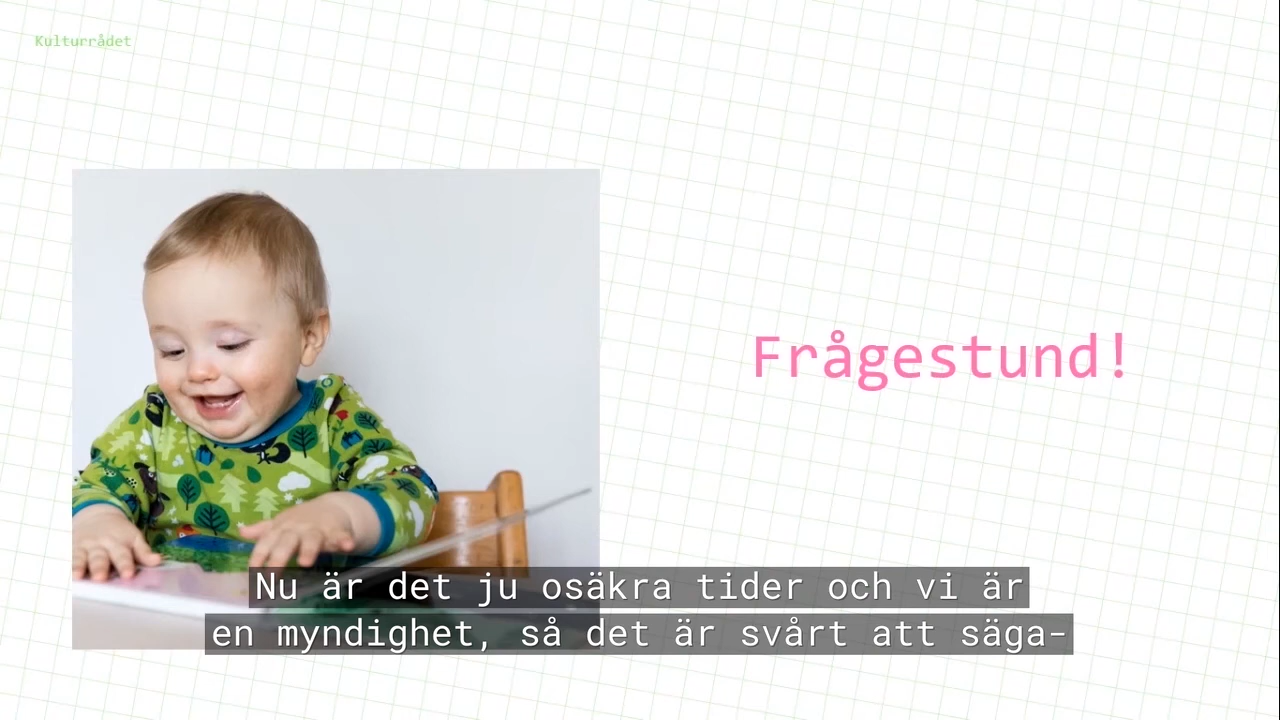 Kulturrådet
Frågestund!
Nu är det ju osäkra tider och vi är
en myndighet, så det är svårt att säga-